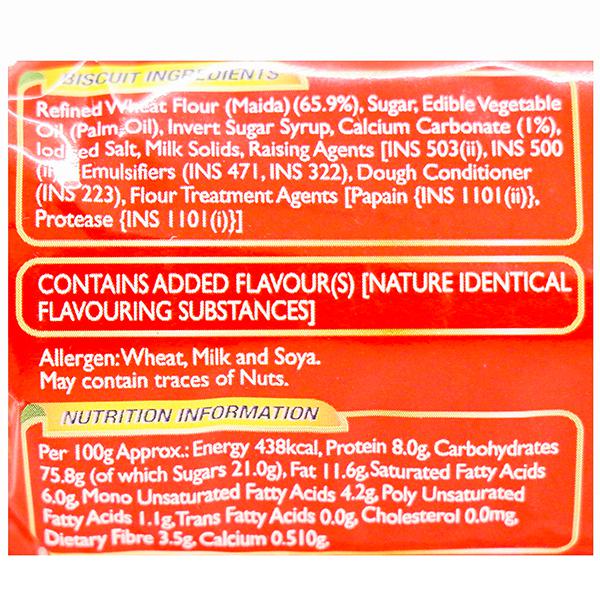 BISCUIT INGREDIENTS
Refined Wheat Flour (Maida) (65.9%), Sugar, Edible Vegetable
Oil (Palm Oil), Invert Sugar Syrup, Calcium Carbonate (1%),
Iodised Salt, Milk Solids, Raising Agents [INS 503(ii), INS 500
Emulsifiers (INS 471, INS 322), Dough Conditioner
(INS 223), Flour Treatment Agents [Papain {INS 1101(ii)},
Protease {INS 1101(i)}]
CONTAINS ADDED FLAVOUR(S) [NATURE IDENTICAL
FLAVOURING SUBSTANCES]
Allergen: Wheat, Milk and Soya.
May contain traces of Nuts.
NUTRITION INFORMATION
Per 100g Approx.: Energy 438kcal, Protein 8.0g, Carbohydrates
75.8g (of which Sugars 21.0g), Fat 11.6g, Saturated Fatty Acids
6.0g, Mono Unsaturated Fatty Acids 4.2g, Poly Unsaturated
Fatty Acids 1.1g, Trans Fatty Acids 0.0g, Cholesterol 0.0mg,
Dietary Fibre 3.5g, Calcium 0.510g.